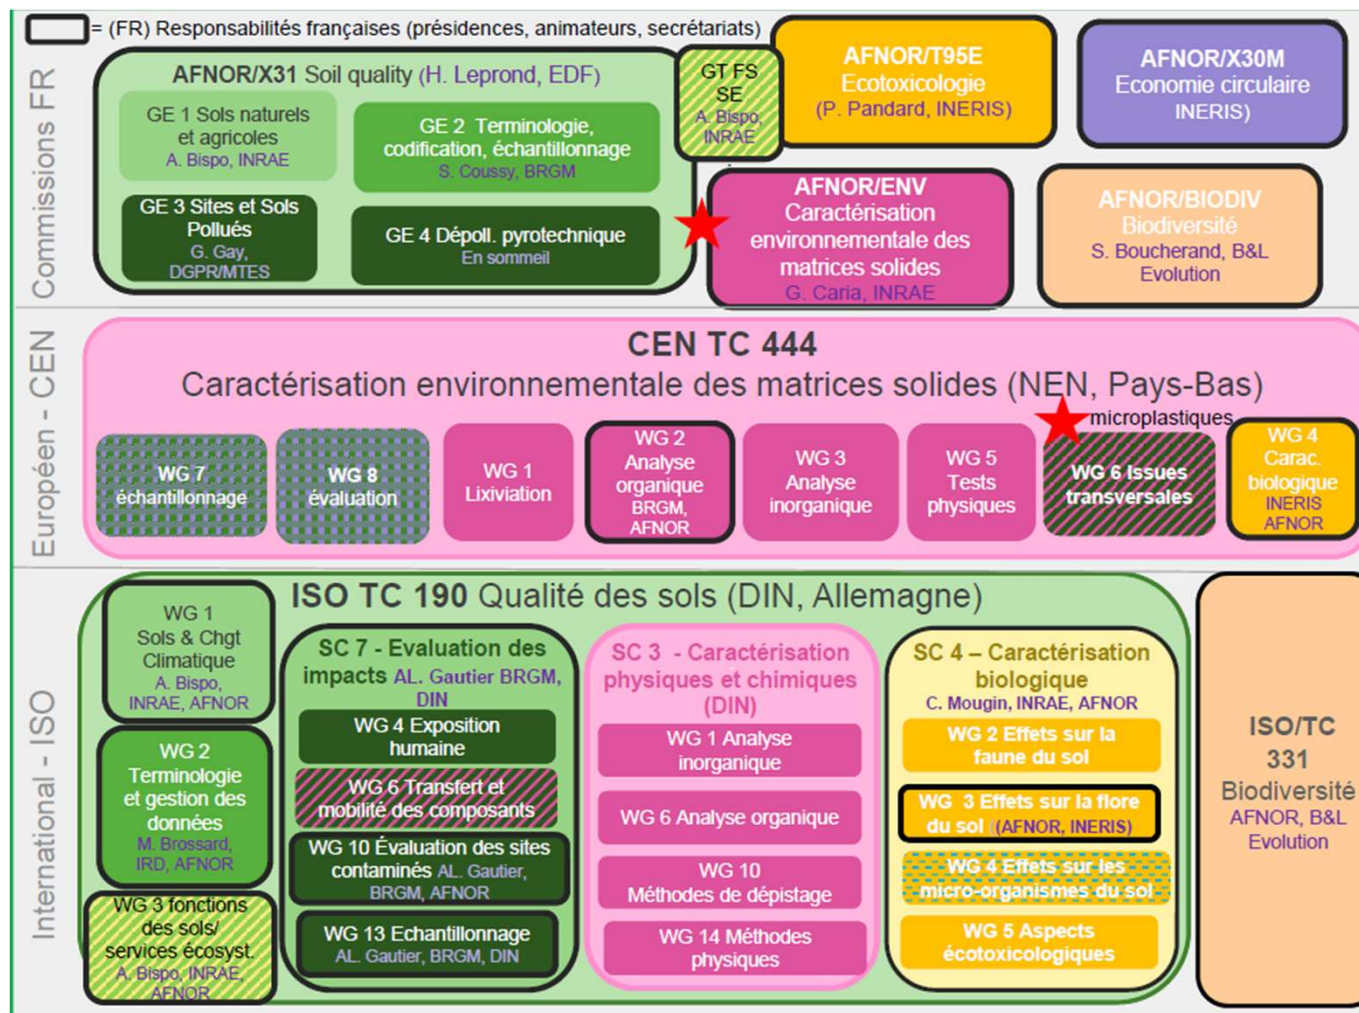 = (FR) Responsabilités françaises (présidences, animateurs, secrétariats)
Commissions FR
AFNOR/X31 Soil quality (H. Leprond, EDF)
GE 1 Sols naturels
et agricoles
A. Bispo, INRAE
GE 2 Terminologie,
codification, échantillonnage
S. Coussy, BRGM
GE 3 Sites et Sols
Pollués
G. Gay,
DGPR/MTES
GE 4 Dépoll. pyrotechnique
En sommeil
GT FS
SE
A. Bispo,
INRAE
AFNOR/T95E
Ecotoxicologie
(P. Pandard, INERIS)
AFNOR/X30M
Economie circulaire
INERIS)
AFNOR/ENV
Caractérisation
environnementale des
matrices solides
G. Caria, INRAE
AFNOR/BIODIV
Biodiversité
S. Boucherand, B&L
Evolution
Européen - CEN
CEN TC 444
Caractérisation environnementale des matrices solides (NEN, Pays-Bas)
microplastiques
WG 7
échantillonnage
WG 8
évaluation
WG 1
Lixiviation
WG 2
Analyse
organique
BRGM,
AFNOR
WG 3
Analyse
inorganique
WG 5
Tests
physiques
WG 6 Issues
transversales
WG 4
Carac.
biologique
INERIS
AFNOR
International - ISO
ISO TC 190 Qualité des sols (DIN, Allemagne)
WG 1
Sols & Chgt
Climatique
A. Bispo,
INRAE, AFNOR
WG 2
Terminologie
et gestion des
données
M. Brossard,
IRD, AFNOR
WG 3 fonctions
des sols/
services écosyst.
A. Bispo, INRAE,
AFNOR
SC 7 - Evaluation des
impacts AL. Gautier BRGM,
DIN
WG 4 Exposition
humaine
WG 6 Transfert et
mobilité des composants
WG 10 Évaluation des sites
contaminés AL. Gautier,
BRGM, AFNOR
WG 13 Echantillonnage
AL. Gautier, BRGM, DIN
SC 3 - Caractérisation
physiques et chimiques
(DIN)
WG 1 Analyse
inorganique
WG 6 Analyse organique
WG 10
Méthodes de dépistage
WG 14 Méthodes
physiques
SC 4 – Caractérisation
biologique
C. Mougin, INRAE, AFNOR
WG 2 Effets sur la
faune du sol
WG 3 Effets sur la flore
du sol ((AFNOR, INERIS)
WG 4 Effets sur les
micro-organismes du sol
WG 5 Aspects
écotoxicologiques
ISO/TC
331
Biodiversité
AFNOR, B&L
Evolution